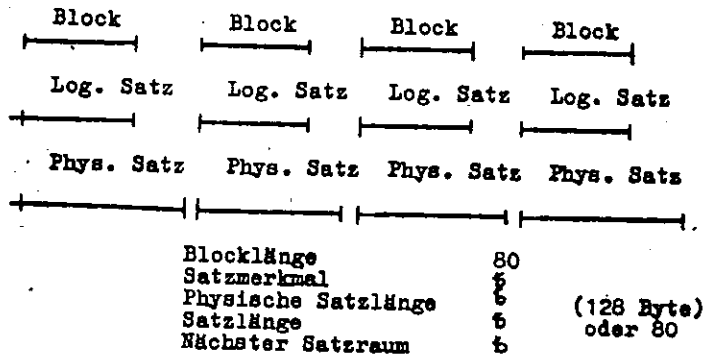 Block Block Block Block
Log. Satz Log. Satz Log. Satz Log. Satz
Phys. Satz Phys. Satz Phys. Satz Phys. Satz
Blocklänge 80
Satzmerkmal ƀ
Physische Satzlänge ƀ (128 Byte)
Satzlänge ƀ oder 80
Nächster Satzraum ƀ